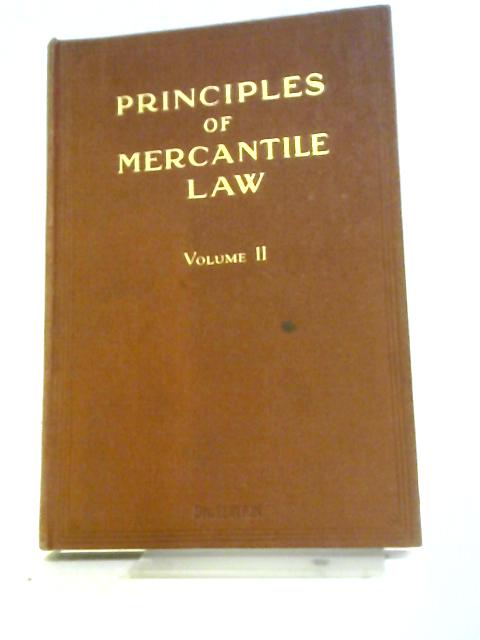 PRINCIPLES
OF
MERCANTILE
LAW
VOLUME II